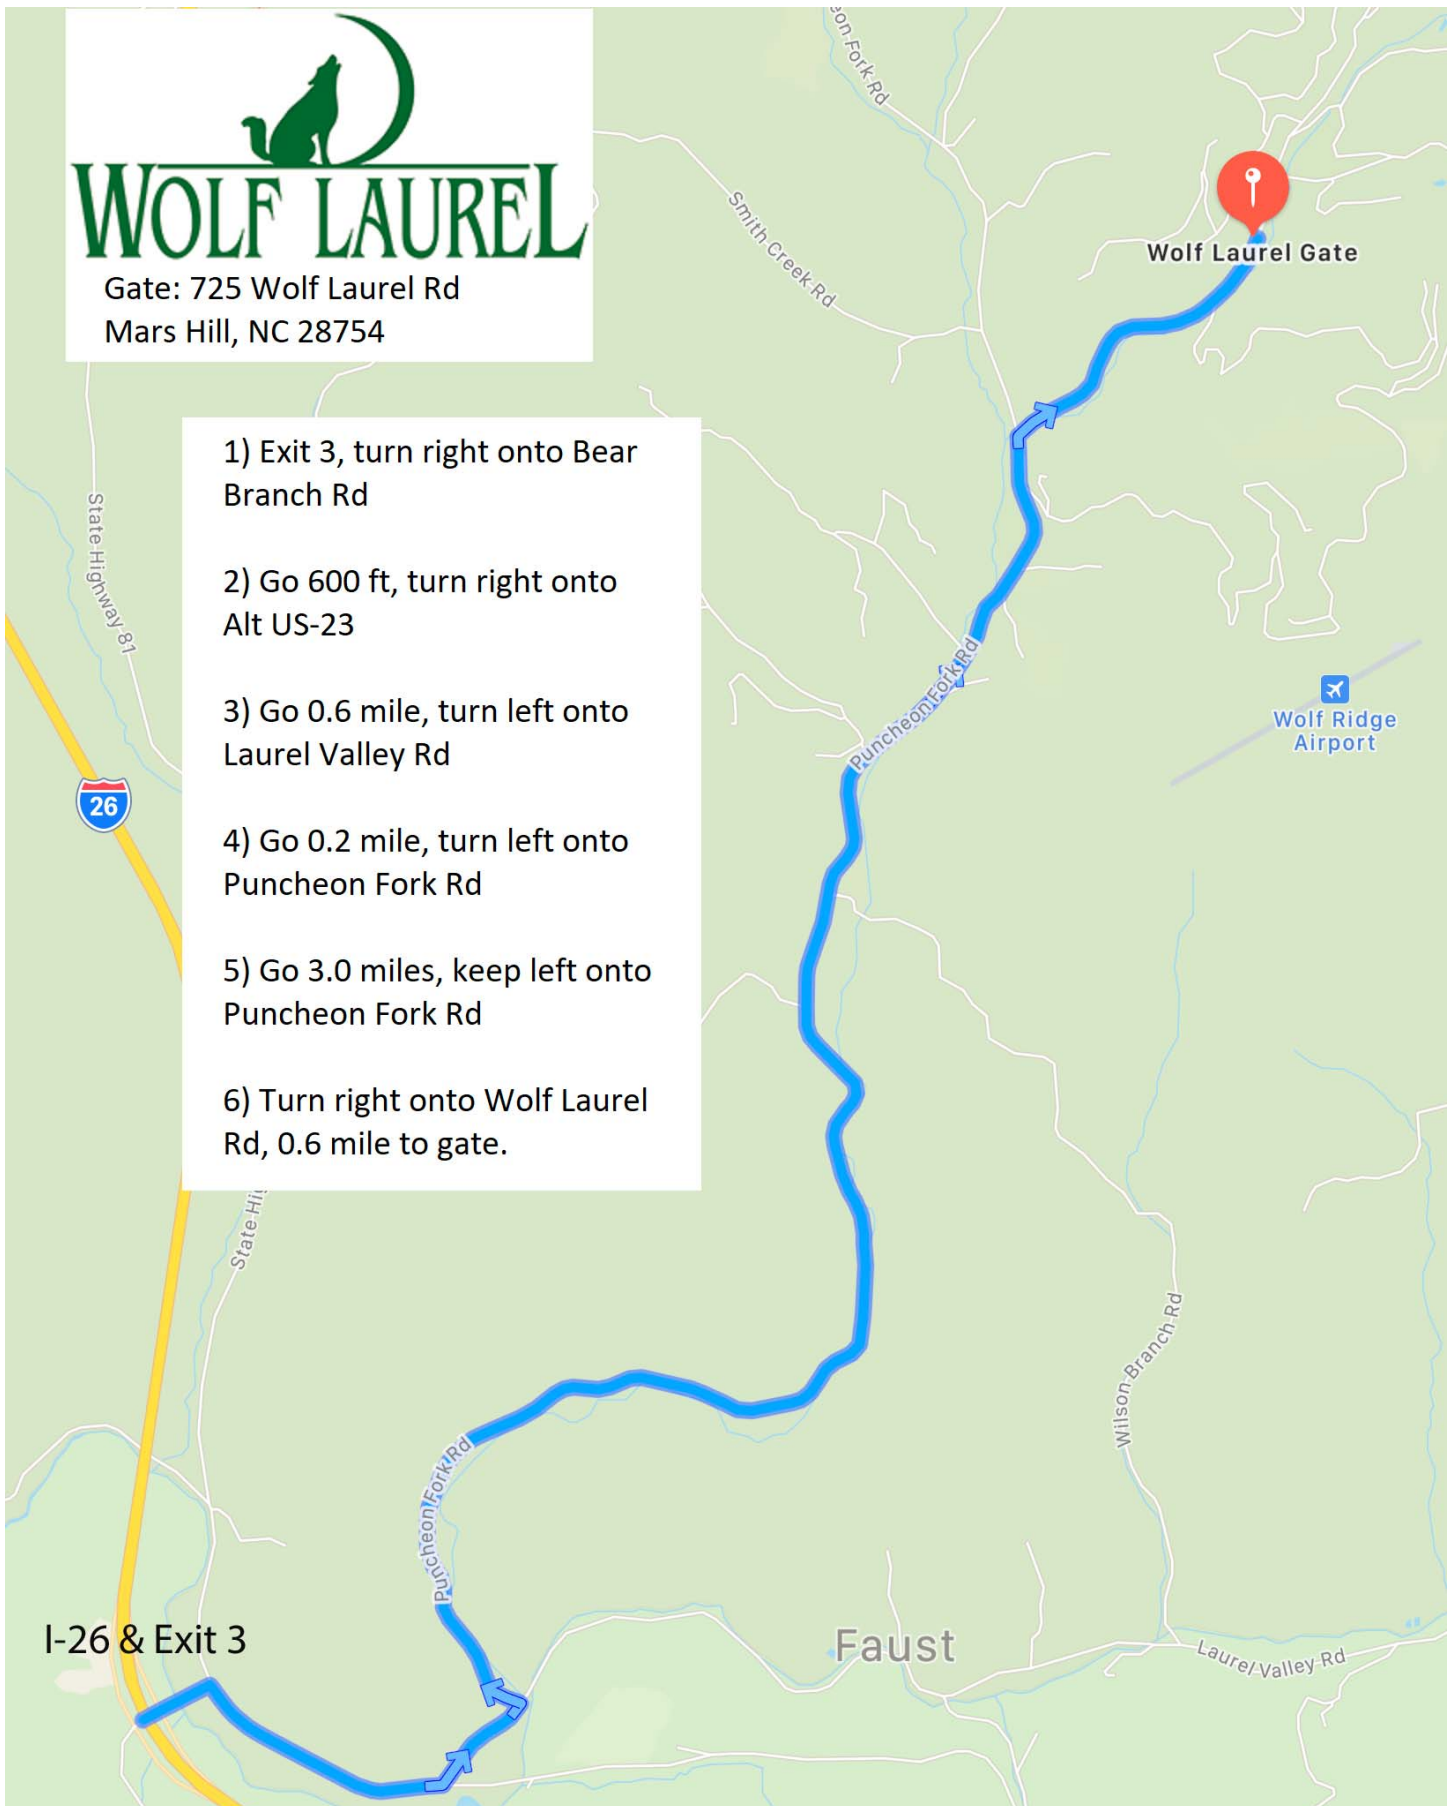 WOLF LAUREL
Gate: 725 Wolf Laurel Rd
Mars Hill, NC 28754
1) Exit 3, turn right onto Bear
Branch Rd
2) Go 600 ft, turn right onto
Alt US-23
3) Go 0.6 mile, turn left onto
Laurel Valley Rd
4) Go 0.2 mile, turn left onto
Puncheon Fork Rd
5) Go 3.0 miles, keep left onto
Puncheon Fork Rd
6) Turn right onto Wolf Laurel
Rd, 0.6 mile to gate.
eon Fork Rd
Smith Creek Rd
Wolf Laurel Gate
State Highway 81
26
Puncheon Fork Rd
Wolf Ridge
Airport
State Hi
Wilson Branch Rd
Puncheon Fork Rd
I-26 & Exit 3
Faust
Laurel Valley Rd